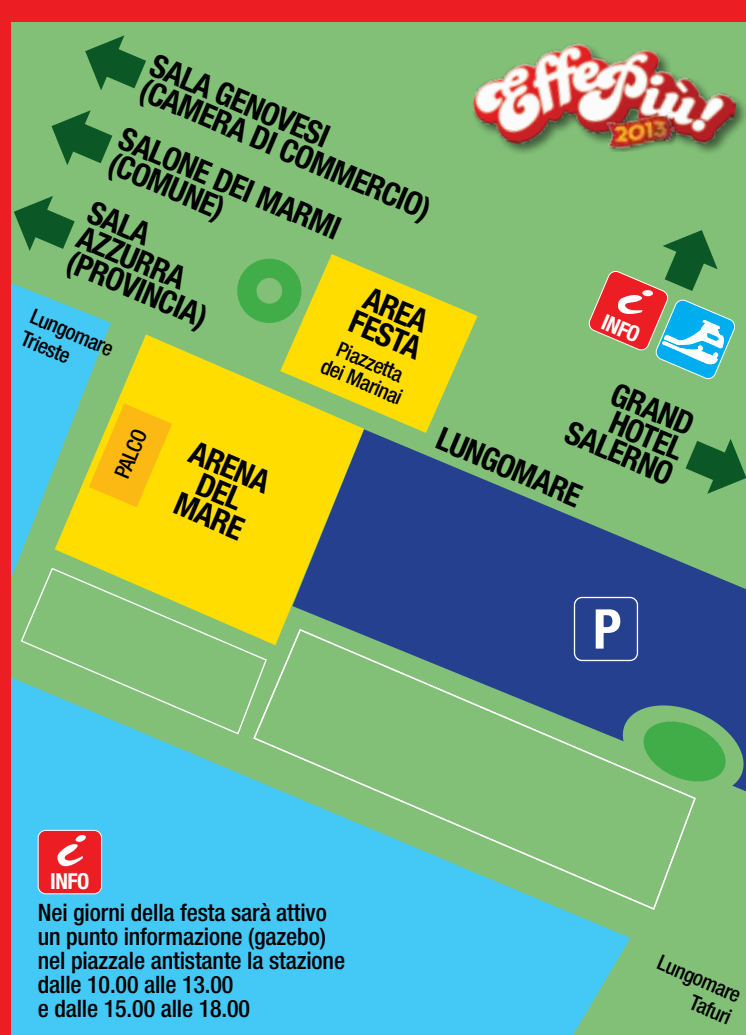 EffePiù!
2013
SALA GENOVESI
(CAMERA DI COMMERCIO)
SALONE DEI MARMI
(COMUNE)
SALA
AZZURRA
(PROVINCIA)
Lungomare
Trieste
AREA
FESTA
Piazzetta
dei Marinai
i
INFO
GRAND
HOTEL
SALERNO
LUNGOMARE
PALCO
ARENA
DEL
MARE
P
i
INFO
Nei giorni della festa sarà attivo
un punto informazione (gazebo)
nel piazzale antistante la stazione
dalle 10.00 alle 13.00
e dalle 15.00 alle 18.00
Lungomare
Tafuri